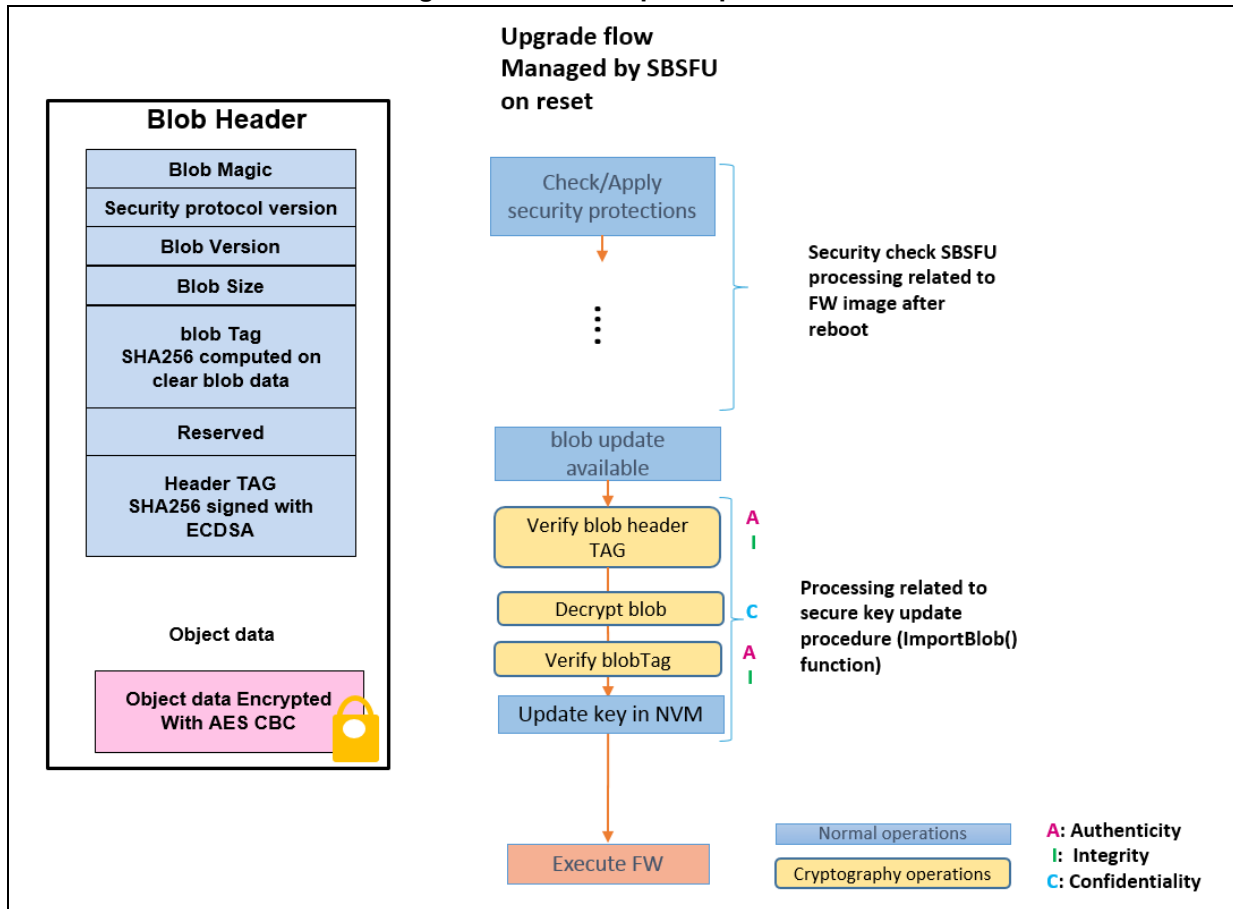 Upgrade flow
Managed by SBSFU
on reset
Blob Header
Blob Magic
Security protocol version
Blob Version
Blob Size
blob Tag
SHA256 computed on
clear blob data
Reserved
Header TAG
SHA256 signed with
ECDSA
Object data
Object data Encrypted
With AES CBC
Check/Apply
security protections
Security check SBSFU
processing related to
FW image after
reboot
blob update
available
Verify blob header
TAG
A
I
Decrypt blob
C
Verify blobTag
A
I
Update key in NVM
Processing related to
secure key update
procedure (ImportBlob()
function)
Execute FW
Normal operations
Cryptography operations
A: Authenticity
I: Integrity
C: Confidentiality